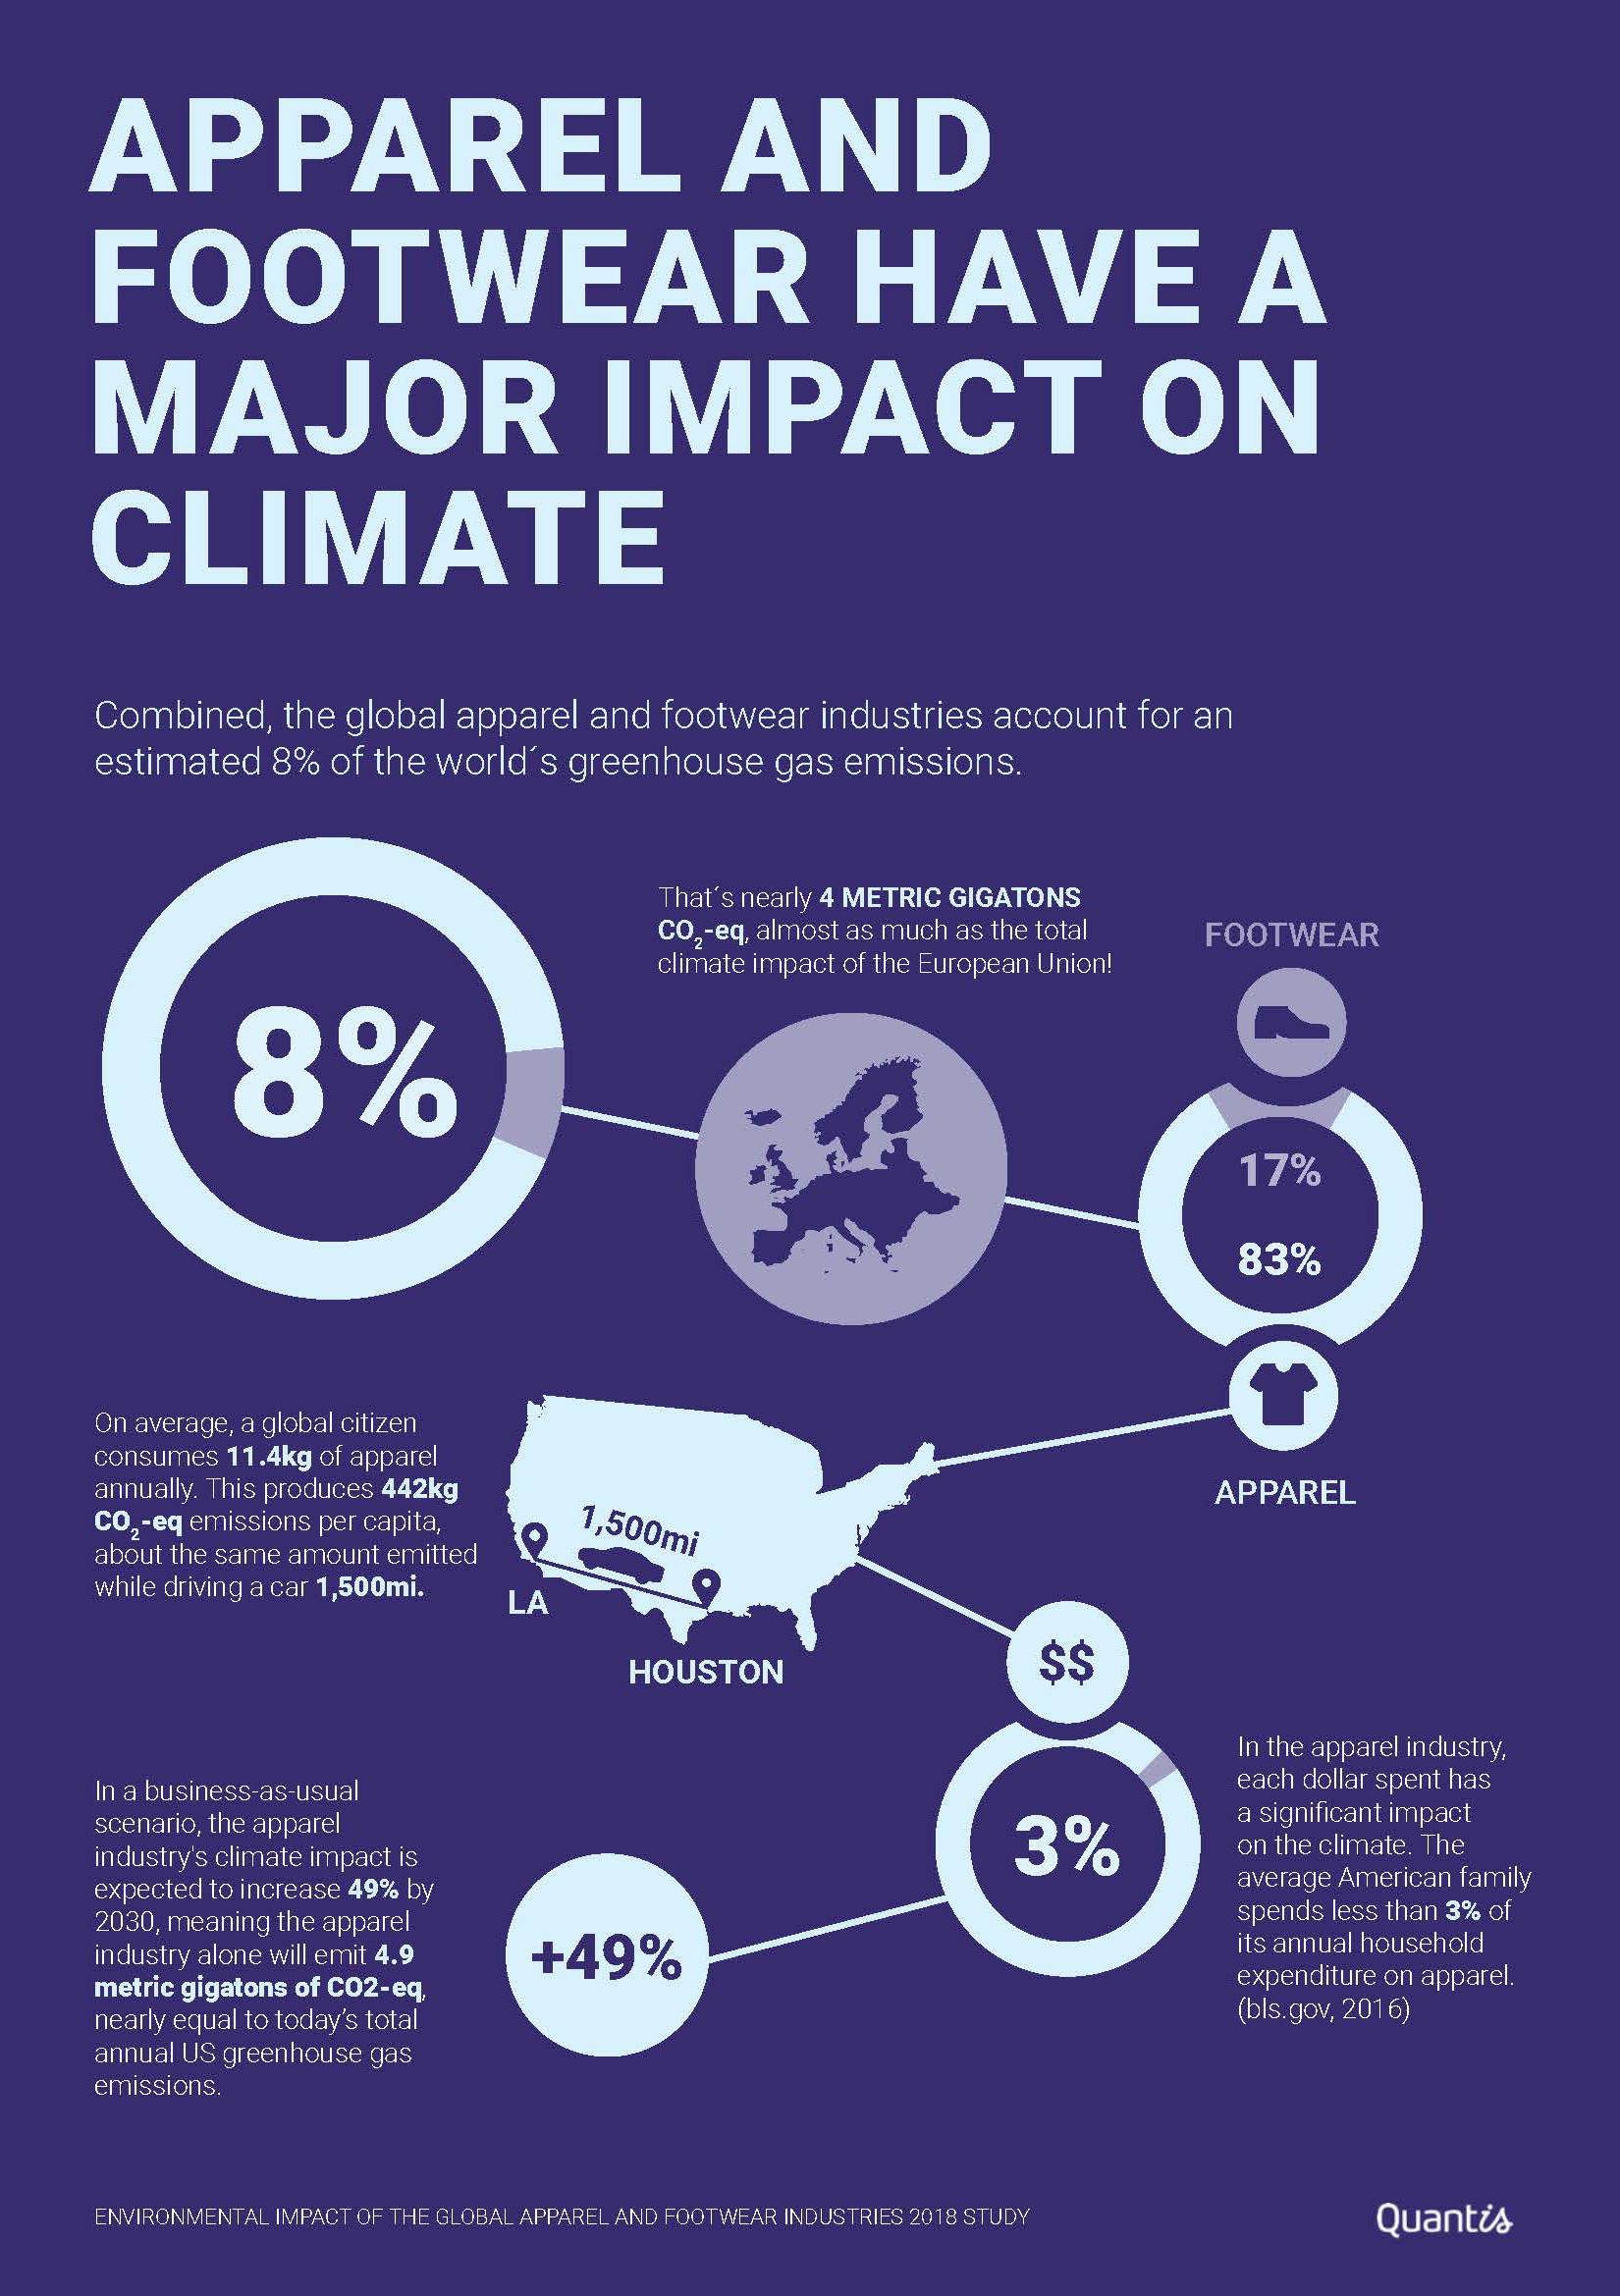 APPAREL AND
FOOTWEAR HAVE A
MAJOR IMPACT ON
CLIMATE
Combined, the global apparel and footwear industries account for an
estimated 8% of the world´s greenhouse gas emissions.
8%
That´s nearly 4 METRIC GIGATONS
CO₂-eq, almost as much as the total
climate impact of the European Union!
FOOTWEAR
17%
83%
APPAREL
On average, a global citizen
consumes 11.4kg of apparel
annually. This produces 442kg
CO₂-eq emissions per capita,
about the same amount emitted
while driving a car 1,500mi.
1,500mi
LA
HOUSTON
$$
3%
In the apparel industry,
each dollar spent has
a significant impact
on the climate. The
average American family
spends less than 3% of
its annual household
expenditure on apparel.
(bls.gov, 2016)
In a business-as-usual
scenario, the apparel
industry's climate impact is
expected to increase 49% by
2030, meaning the apparel
industry alone will emit 4.9
metric gigatons of CO2-eq,
nearly equal to today’s total
annual US greenhouse gas
emissions.
+49%
ENVIRONMENTAL IMPACT OF THE GLOBAL APPAREL AND FOOTWEAR INDUSTRIES 2018 STUDY
Quantis